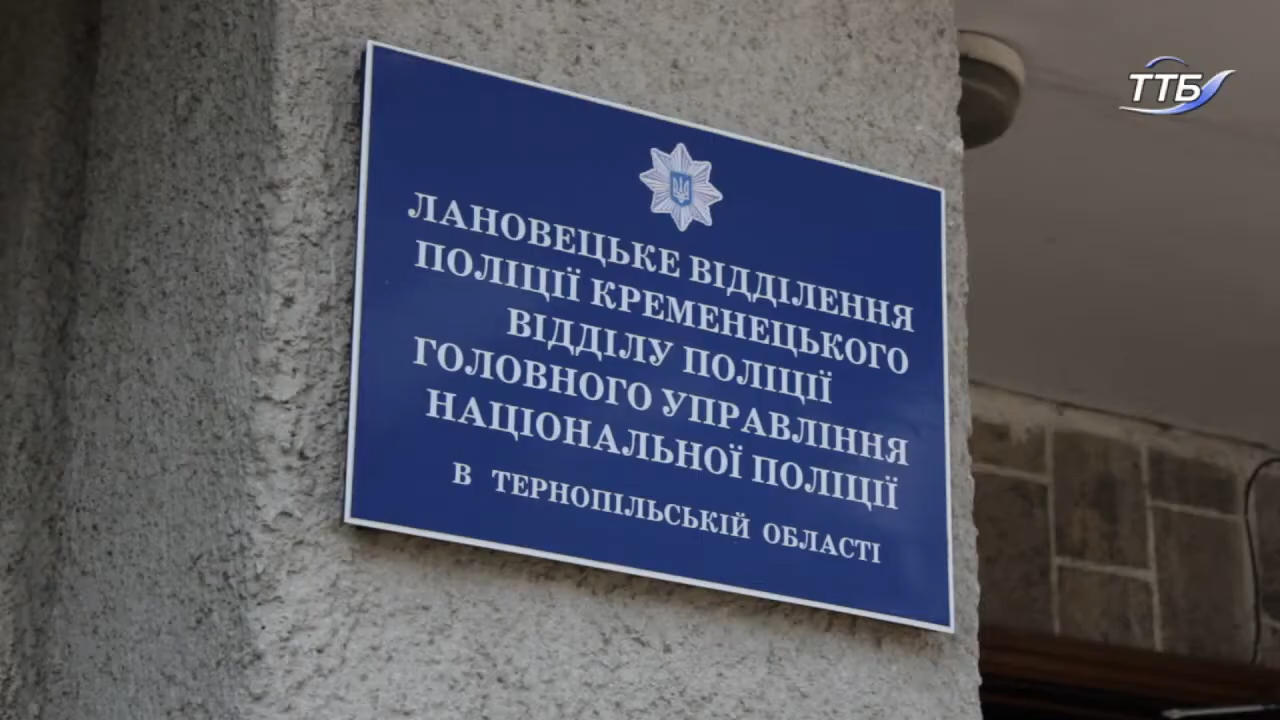 ТТБ
ЛАНОВЕЦЬКЕ ВІДДІЛЕННЯ
ПОЛІЦІЇ КРЕМЕНЕЦЬКОГО
ВІДДІЛУ ПОЛІЦІЇ
ГОЛОВНОГО УПРАВЛІННЯ
НАЦІОНАЛЬНОЇ ПОЛІЦІЇ
В ТЕРНОПІЛЬСЬКІЙ ОБЛАСТІ